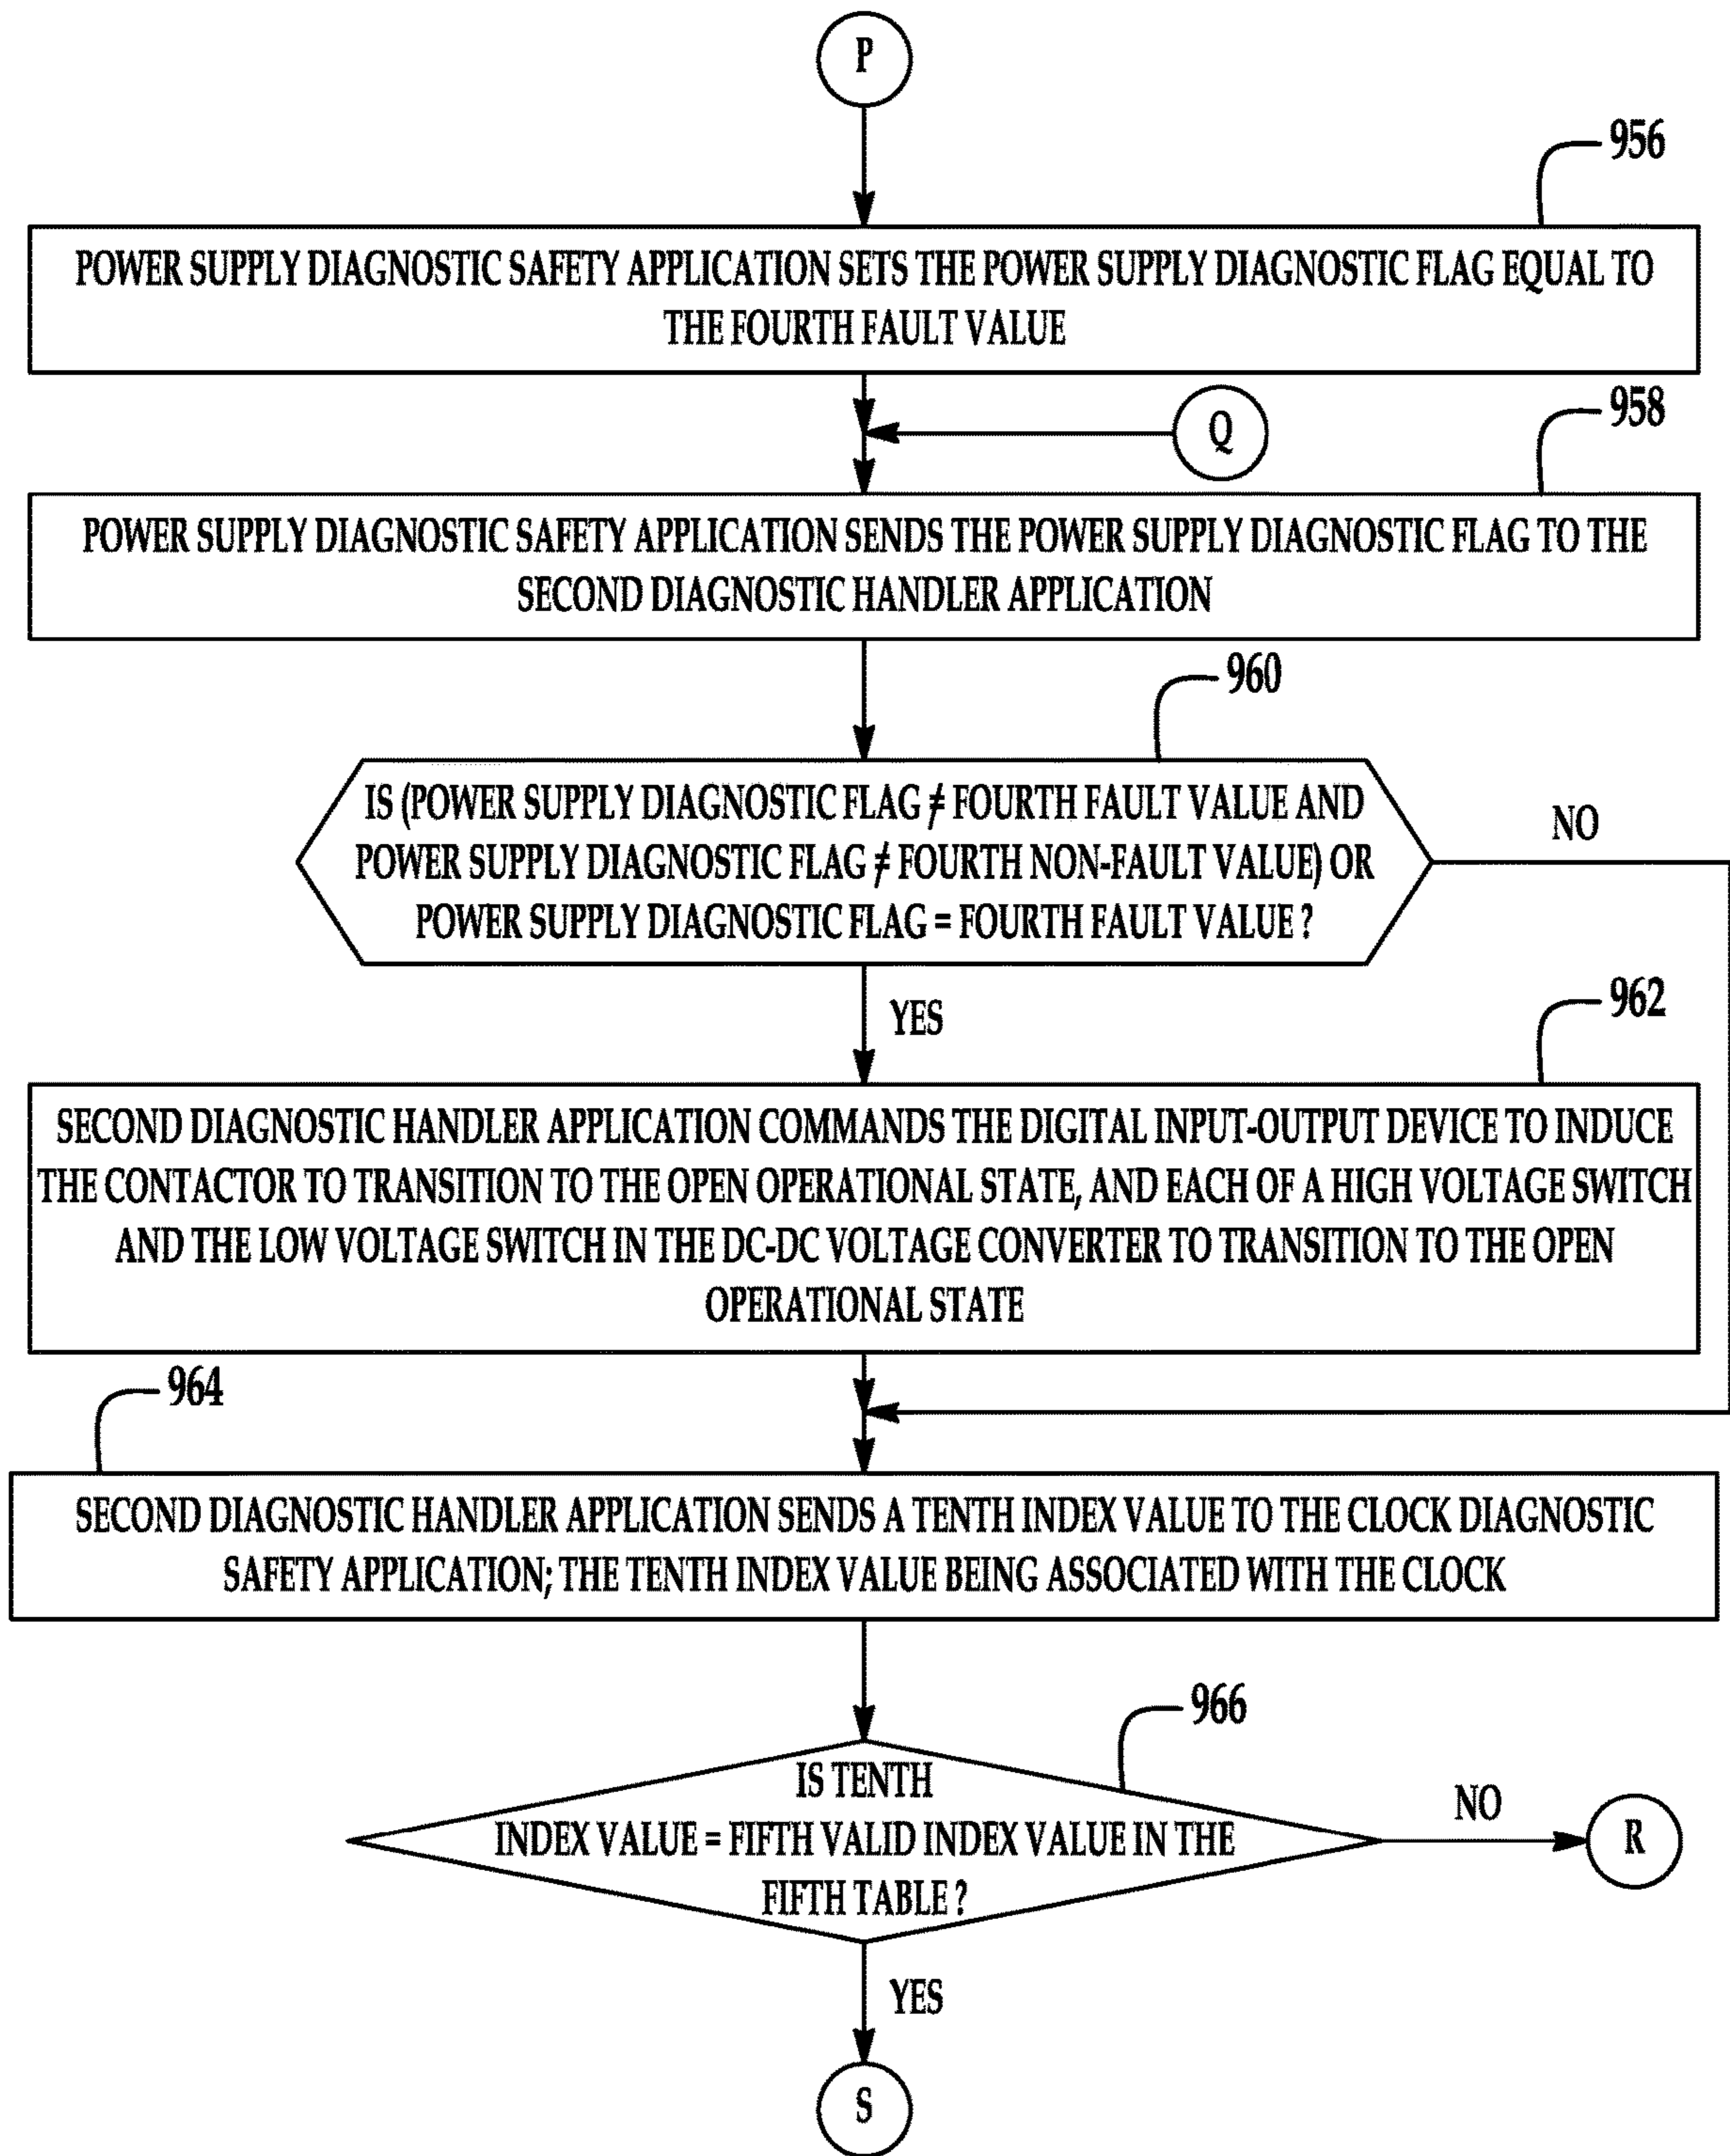 P
956
POWER SUPPLY DIAGNOSTIC SAFETY APPLICATION SETS THE POWER SUPPLY DIAGNOSTIC FLAG EQUAL TO
THE FOURTH FAULT VALUE
958
Q
POWER SUPPLY DIAGNOSTIC SAFETY APPLICATION SENDS THE POWER SUPPLY DIAGNOSTIC FLAG TO THE
SECOND DIAGNOSTIC HANDLER APPLICATION
960
IS (POWER SUPPLY DIAGNOSTIC FLAG ≠ FOURTH FAULT VALUE AND
POWER SUPPLY DIAGNOSTIC FLAG ≠ FOURTH NON-FAULT VALUE) OR
POWER SUPPLY DIAGNOSTIC FLAG = FOURTH FAULT VALUE ?
NO
YES
962
SECOND DIAGNOSTIC HANDLER APPLICATION COMMANDS THE DIGITAL INPUT-OUTPUT DEVICE TO INDUCE
THE CONTACTOR TO TRANSITION TO THE OPEN OPERATIONAL STATE, AND EACH OF A HIGH VOLTAGE SWITCH
AND THE LOW VOLTAGE SWITCH IN THE DC-DC VOLTAGE CONVERTER TO TRANSITION TO THE OPEN
OPERATIONAL STATE
964
SECOND DIAGNOSTIC HANDLER APPLICATION SENDS A TENTH INDEX VALUE TO THE CLOCK DIAGNOSTIC
SAFETY APPLICATION; THE TENTH INDEX VALUE BEING ASSOCIATED WITH THE CLOCK
966
IS TENTH
INDEX VALUE = FIFTH VALID INDEX VALUE IN THE
FIFTH TABLE ?
NO
R
YES
S